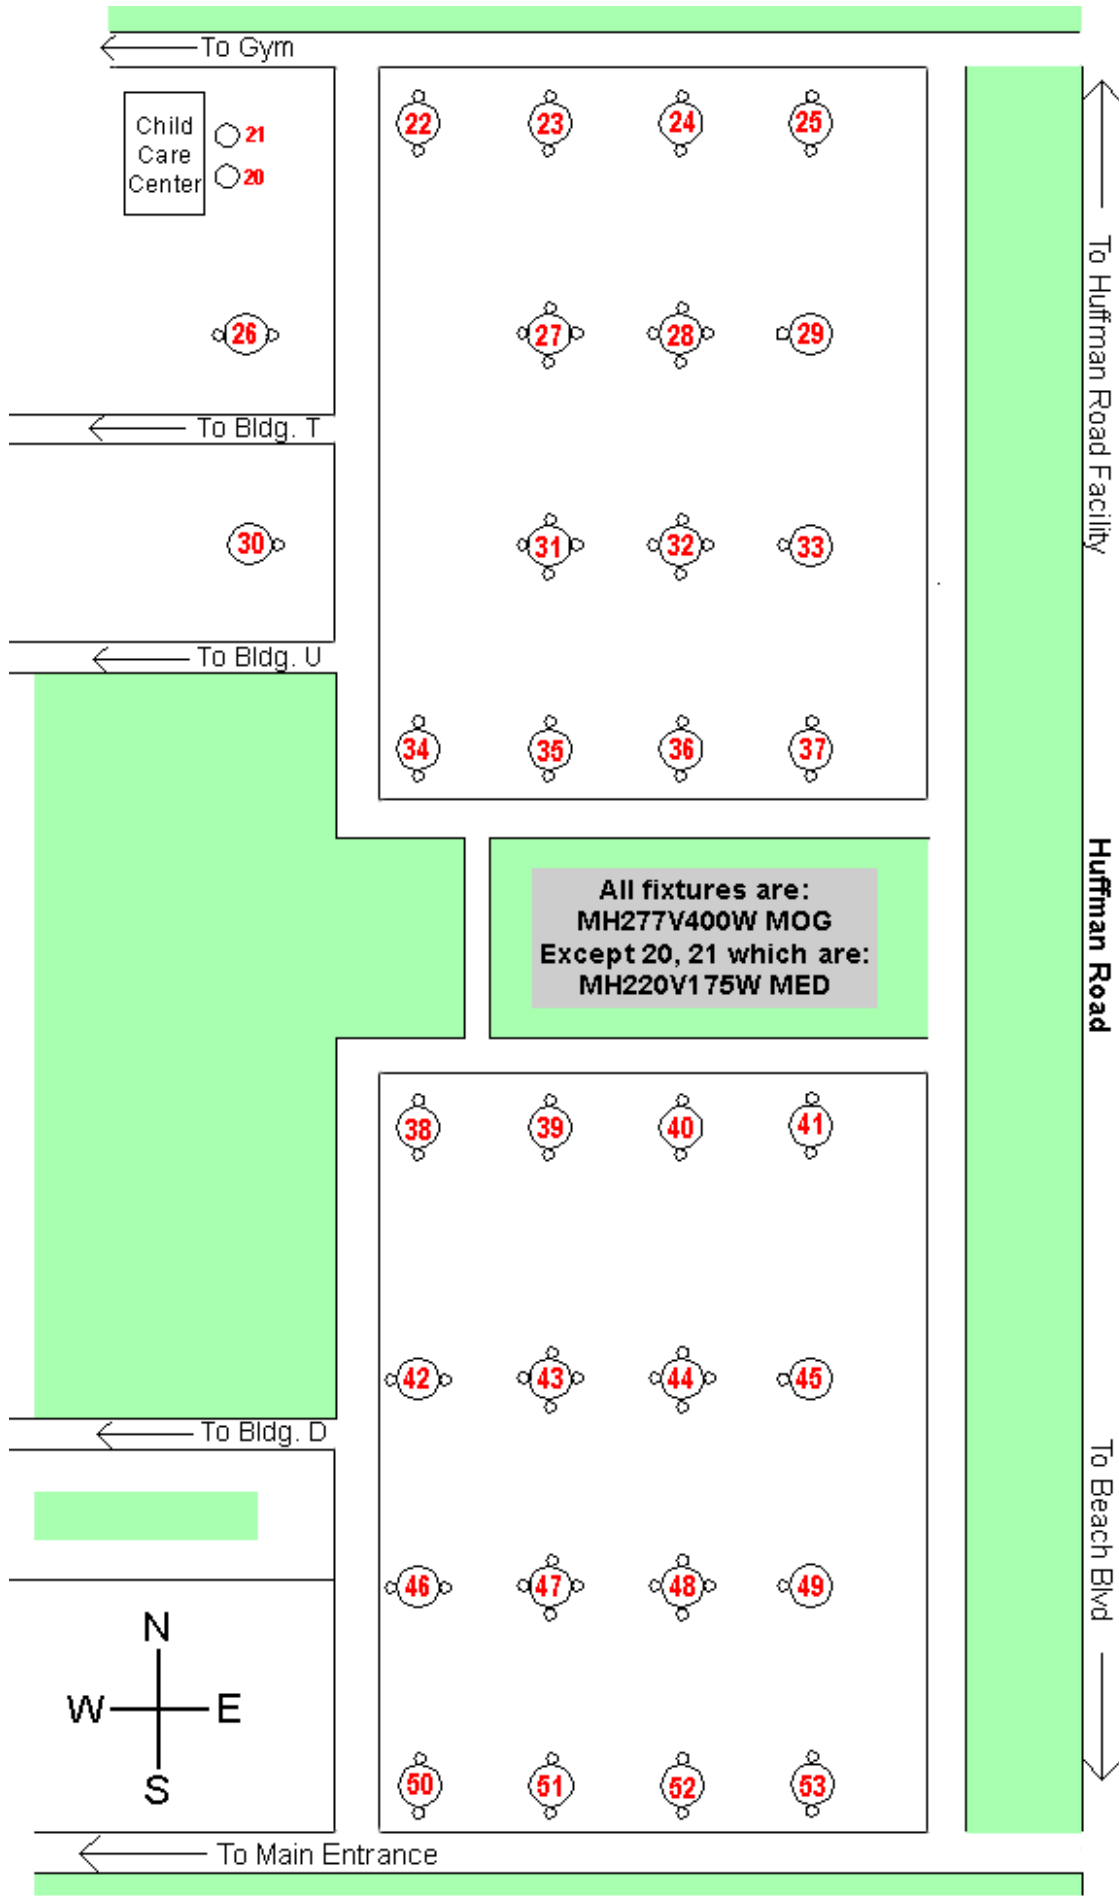 To Gym
22 23 24 25
Child
Care
Center
21
20
To Huffman Road Facility
26 27 28 29
To Bldg. T
30 31 32 33
To Bldg. U
34 35 36 37
All fixtures are:
MH277V400W MOG
Except 20, 21 which are:
MH220V175W MED
Huffman Road
38 39 40 41
42 43 44 45
To Bldg. D
To Beach Blvd
46 47 48 49
N
W E
S
50 51 52 53
To Main Entrance